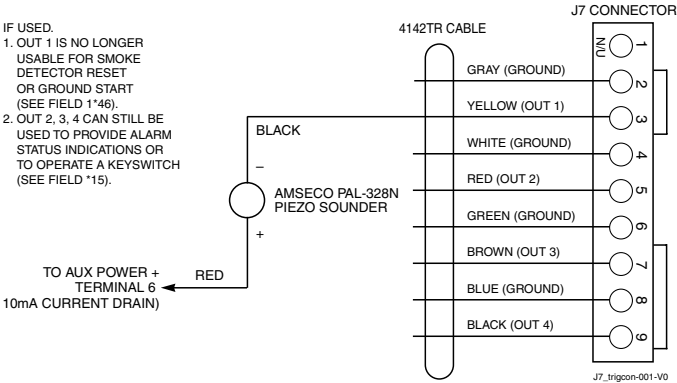 J7 CONNECTOR
IF USED.
1. OUT 1 IS NO LONGER
USABLE FOR SMOKE
DETECTOR RESET
OR GROUND START
(SEE FIELD 1*46).
2. OUT 2, 3, 4 CAN STILL BE
USED TO PROVIDE ALARM
STATUS INDICATIONS OR
TO OPERATE A KEYSWITCH
(SEE FIELD *15).
4142TR CABLE
N/U
1
GRAY (GROUND)
2
YELLOW (OUT 1)
3
BLACK
WHITE (GROUND)
4
RED (OUT 2)
5
–
AMSECO PAL-328N
PIEZO SOUNDER
+
GREEN (GROUND)
6
BROWN (OUT 3)
7
TO AUX POWER +
TERMINAL 6
10mA CURRENT DRAIN)
RED
BLUE (GROUND)
8
BLACK (OUT 4)
9
J7_trigcon-001-V0